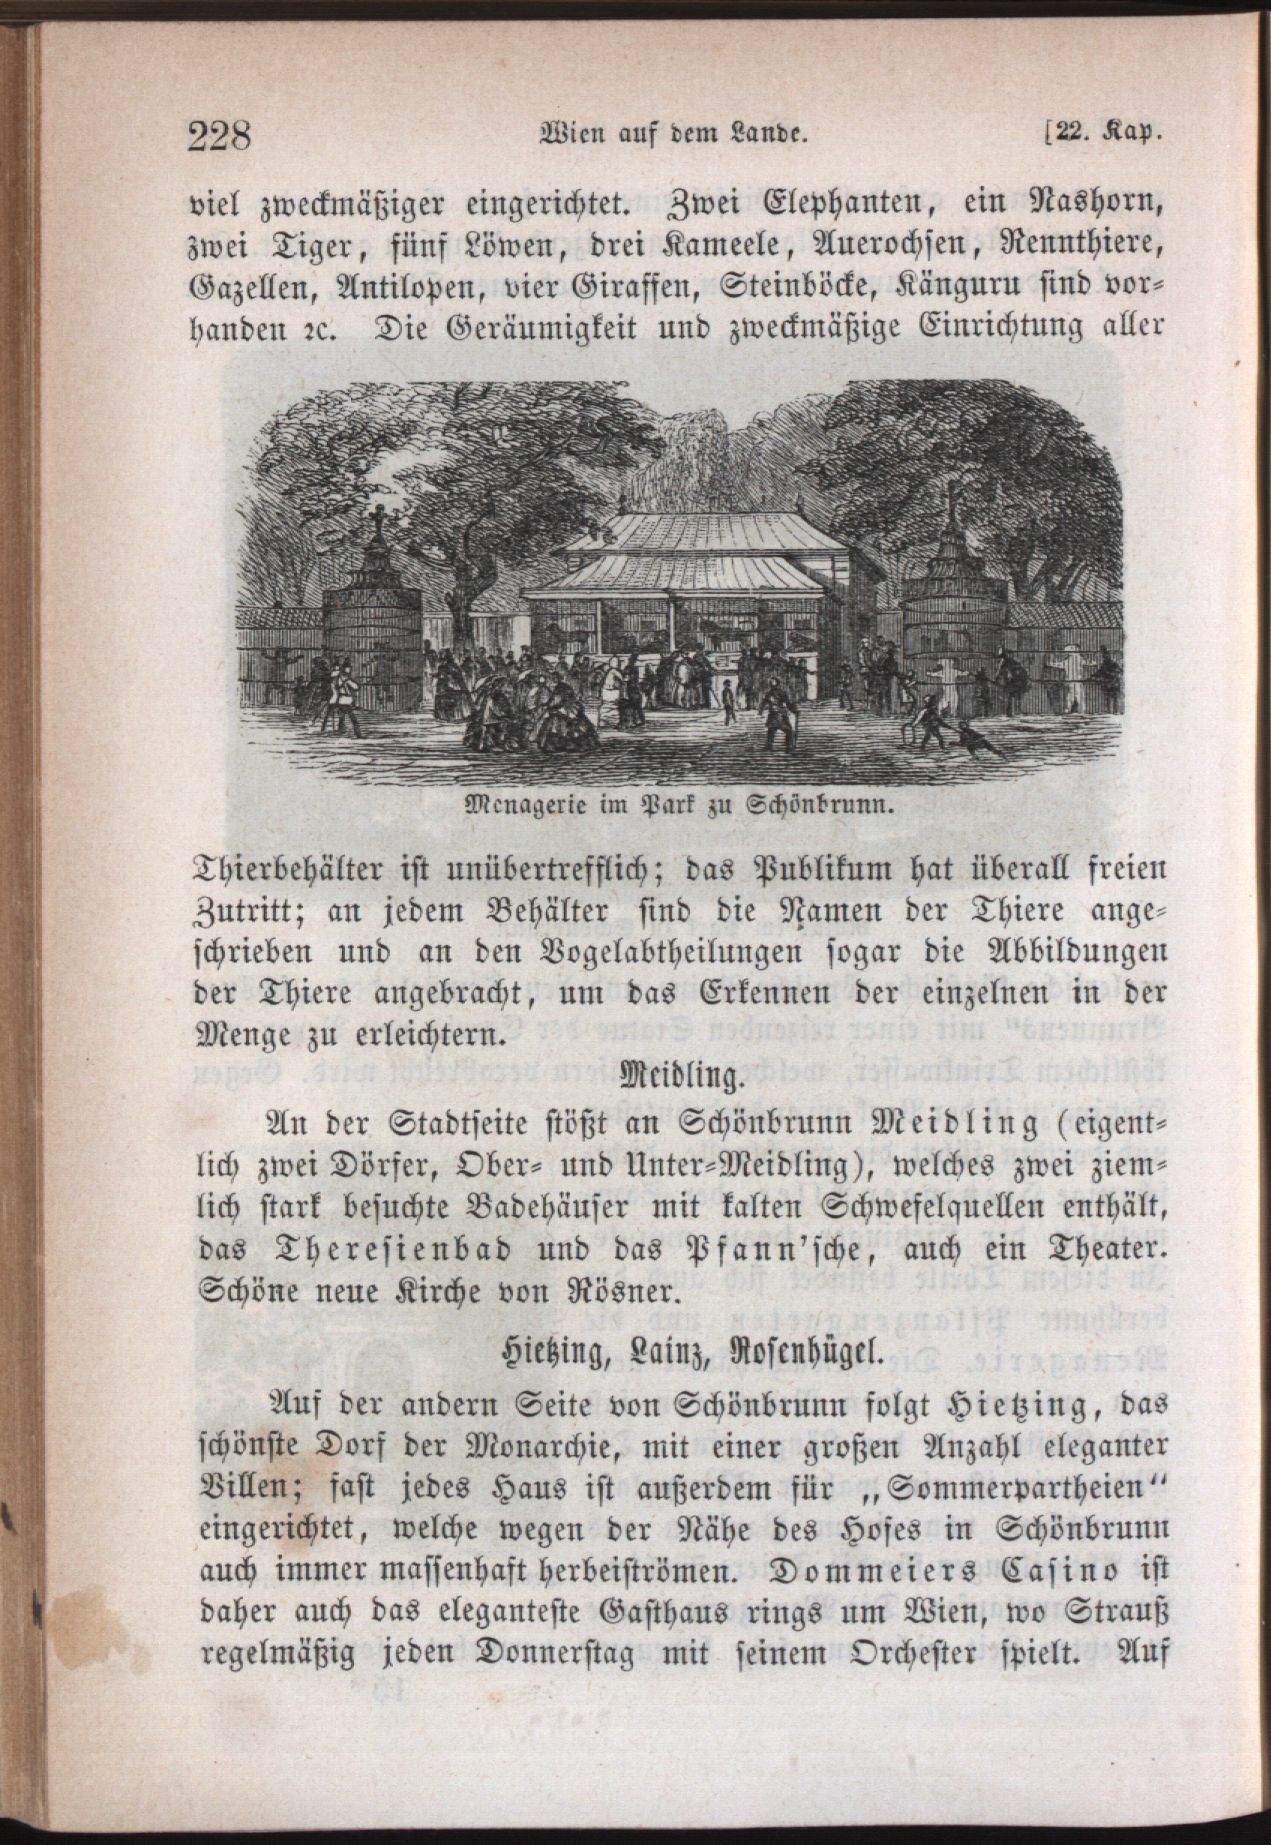 228 Wien auf dem Lande. [22. Kap.
viel zweckmäßiger eingerichtet. Zwei Elephanten, ein Nashorn,
zwei Tiger, fünf Löwen, drei Kameele, Auerochsen, Rennthiere,
Gazellen, Antilopen, vier Giraffen, Steinböcke, Känguru sind vor-
handen ꝛc. Die Geräumigkeit und zweckmäßige Einrichtung aller
Menagerie im Park zu Schönbrunn.
Thierbehälter ist unübertrefflich; das Publikum hat überall freien
Zutritt; an jedem Behälter sind die Namen der Thiere ange-
schrieben und an den Vogelabtheilungen sogar die Abbildungen
der Thiere angebracht, um das Erkennen der einzelnen in der
Menge zu erleichtern.
Meidling.
An der Stadtseite stößt an Schönbrunn Meidling (eigent-
lich zwei Dörfer, Ober- und Unter-Meidling), welches zwei ziem-
lich stark besuchte Badehäuser mit kalten Schwefelquellen enthält,
das Theresienbad und das Pfann'sche, auch ein Theater.
Schöne neue Kirche von Rösner.
Hietzing, Lainz, Rosenhügel.
Auf der andern Seite von Schönbrunn folgt Hietzing, das
schönste Dorf der Monarchie, mit einer großen Anzahl eleganter
Villen; fast jedes Haus ist außerdem für „Sommerpartheien“
eingerichtet, welche wegen der Nähe des Hofes in Schönbrunn
auch immer massenhaft herbeiströmen. Dommeiers Casino ist
daher auch das eleganteste Gasthaus rings um Wien, wo Strauß
regelmäßig jeden Donnerstag mit seinem Orchester spielt. Auf